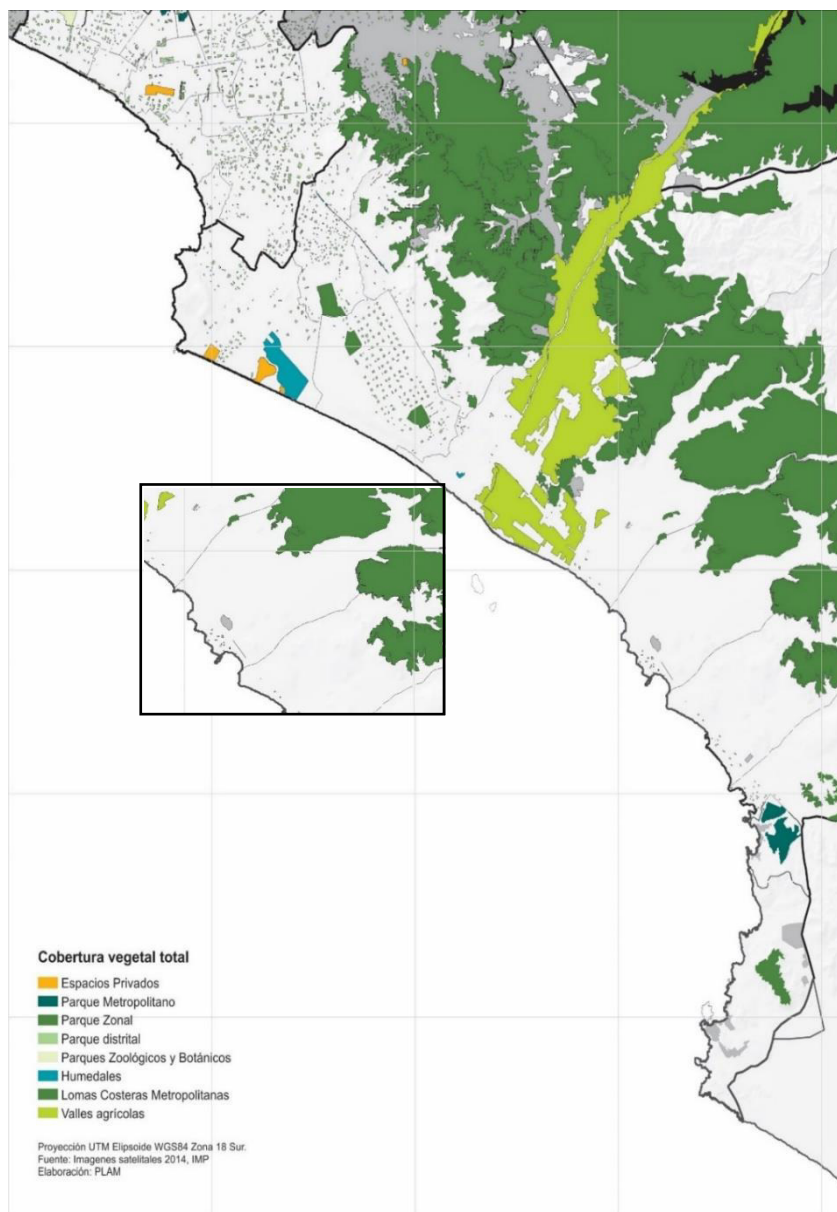 Cobertura vegetal total
Espacios Privados
Parque Metropolitano
Parque Zonal
Parque distrital
Parques Zoológicos y Botánicos
Humedales
Lomas Costeras Metropolitanas
Valles agrícolas
Proyección UTM Elipsoide WGS84 Zona 18 Sur.
Fuente: Imagenes satelitales 2014, IMP
Elaboración: PLAM